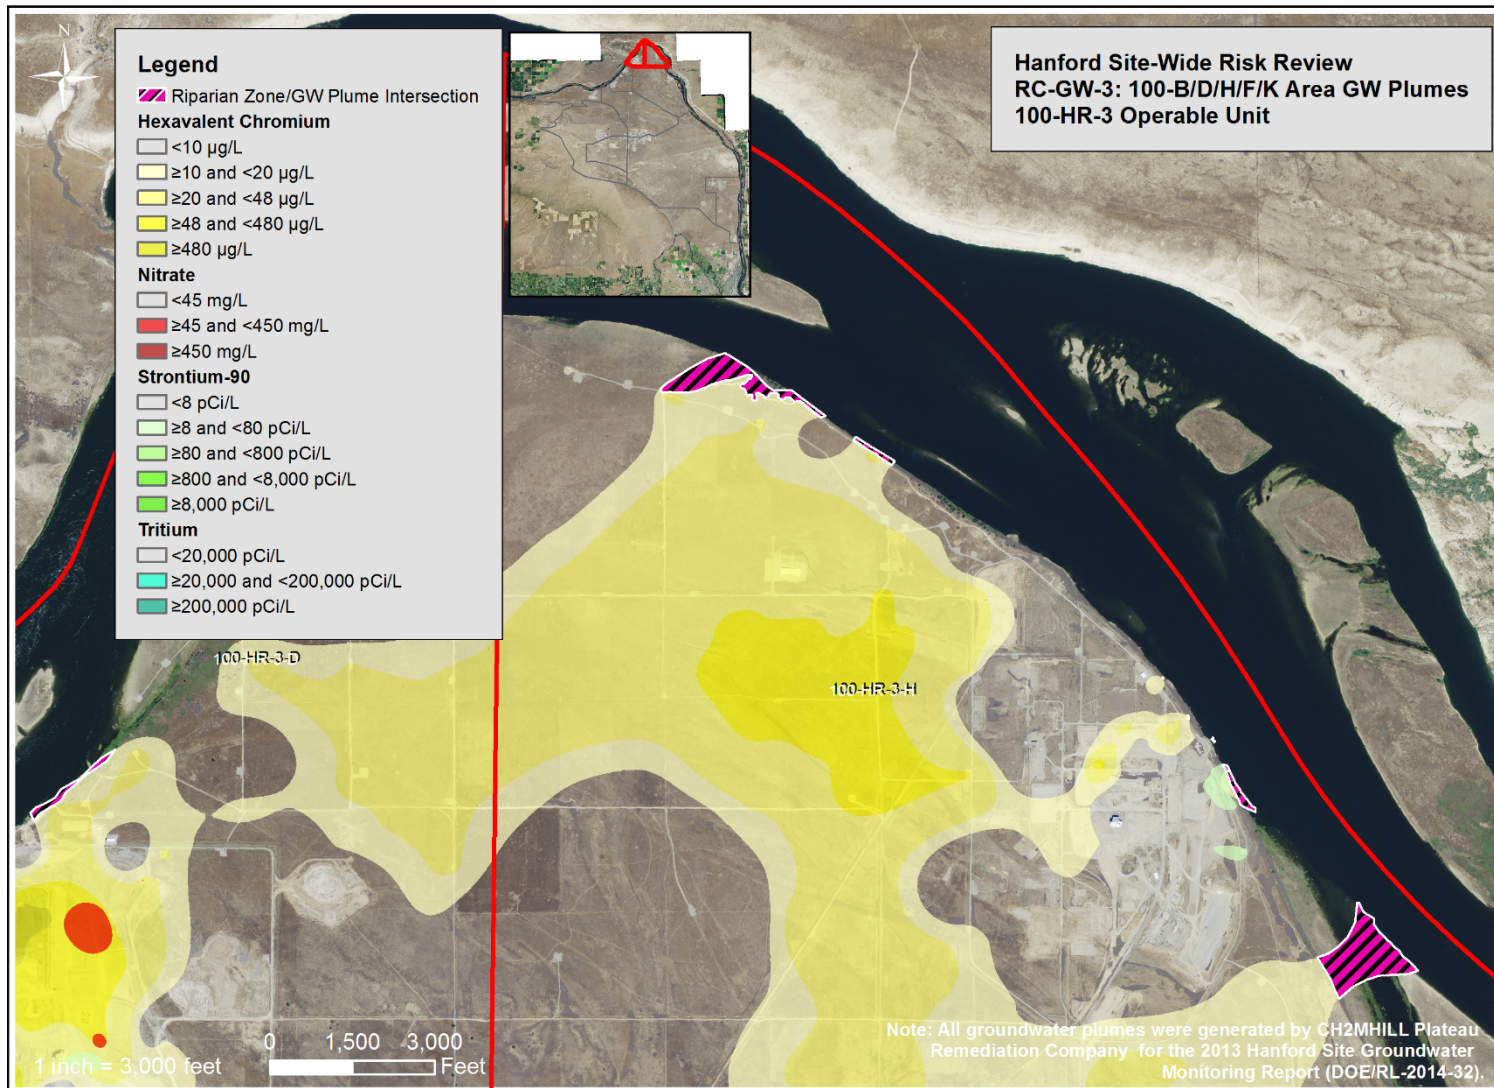 N
Legend
Riparian Zone/GW Plume Intersection
Hexavalent Chromium
<10 µg/L
≥10 and <20 µg/L
≥20 and <48 µg/L
≥48 and <480 µg/L
≥480 µg/L
Nitrate
<45 mg/L
≥45 and <450 mg/L
≥450 mg/L
Strontium-90
<8 pCi/L
≥8 and <80 pCi/L
≥80 and <800 pCi/L
≥800 and <8,000 pCi/L
≥8,000 pCi/L
Tritium
<20,000 pCi/L
≥20,000 and <200,000 pCi/L
≥200,000 pCi/L
Hanford Site-Wide Risk Review
RC-GW-3: 100-B/D/H/F/K Area GW Plumes
100-HR-3 Operable Unit
100-HR-3-D
100-HR-3-H
0 1,500 3,000
1 inch = 3,000 feet
Feet
Note: All groundwater plumes were generated by CH2MHILL Plateau
Remediation Company for the 2013 Hanford Site Groundwater
Monitoring Report (DOE/RL-2014-32).